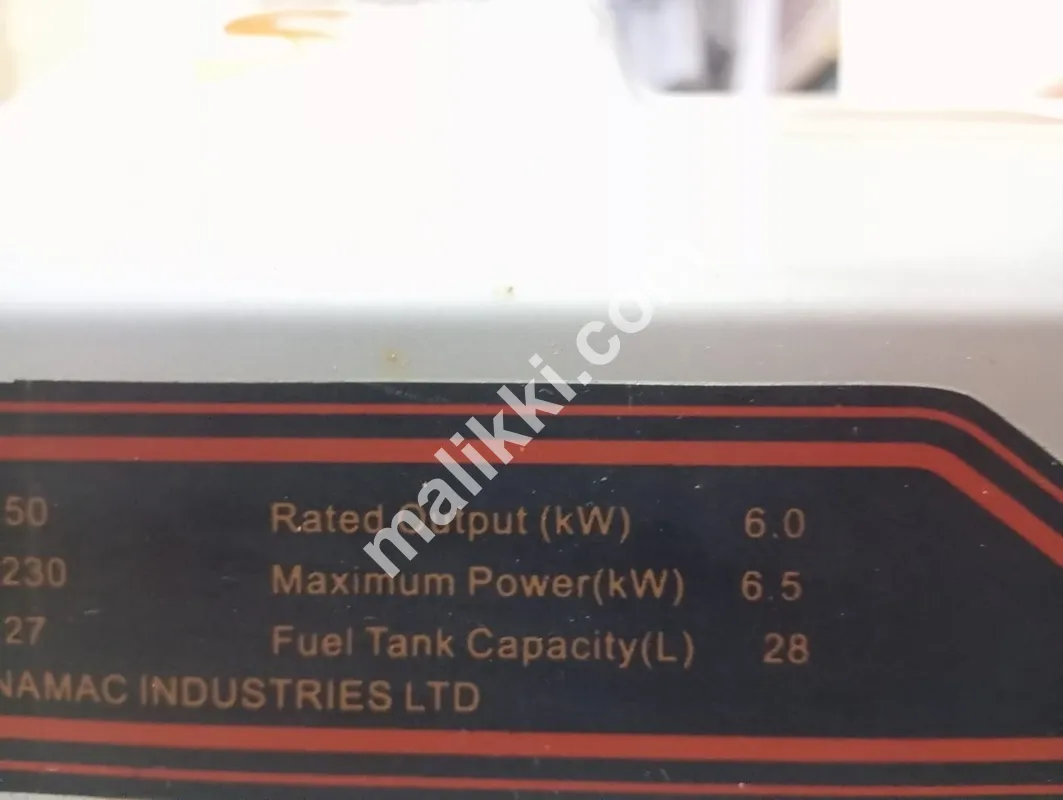 50 Rated Output (kW) 6.0
230 Maximum Power(kW) 6.5
27 Fuel Tank Capacity(L) 28
NAMAC INDUSTRIES LTD
malikki.com